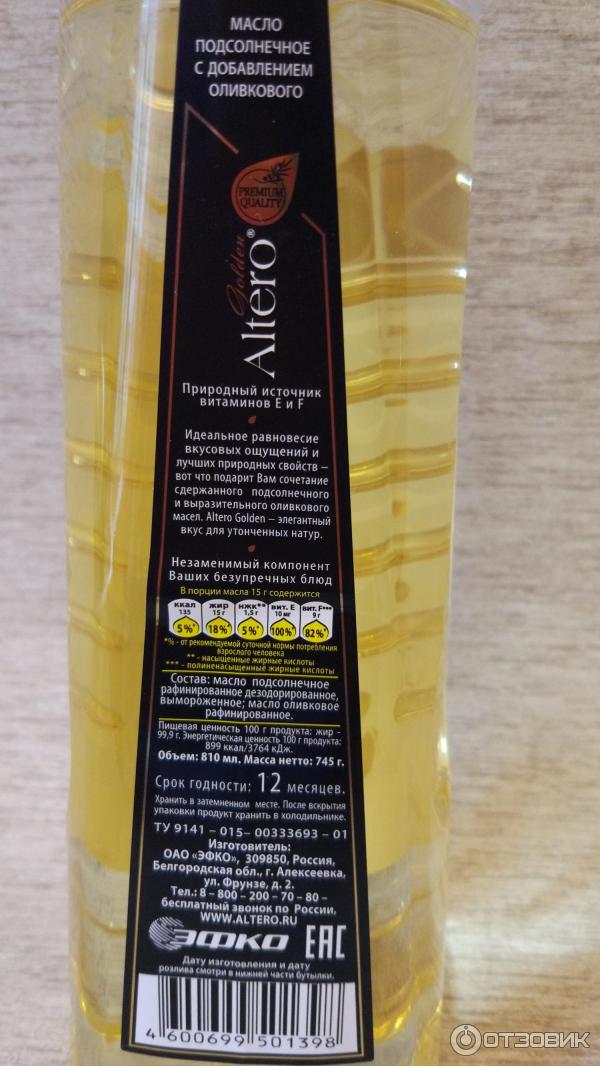 МАСЛО
ПОДСОЛНЕЧНОЕ
С ДОБАВЛЕНИЕМ
ОЛИВКОВОГО
PREMIUM
QUALITY
Golden
Altero®
Природный источник
витаминов Е и F
Идеальное равновесие
вкусовых ощущений и
лучших природных свойств –
вот что подарит Вам сочетание
сдержанного подсолнечного
и выразительного оливкового
масел. Altero Golden – элегантный
вкус для утонченных натур.
Незаменимый компонент
Ваших безупречных блюд
В порции масла 15 г содержится
ккал жир нжк** вит. Е вит. F***
135 15 г 1,5 г 10 мг 9 г
5%* 18%* 5%* 100%* 82%*
*% - от рекомендуемой суточной нормы потребления
взрослого человека
** - насыщенные жирные кислоты
*** - полиненасыщенные жирные кислоты
Состав: масло подсолнечное
рафинированное дезодорированное,
вымороженное; масло оливковое
рафинированное.
Пищевая ценность 100 г продукта: жир -
99,9 г. Энергетическая ценность 100 г продукта:
899 ккал/3764 кДж.
Объем: 810 мл. Масса нетто: 745 г.
Срок годности: 12 месяцев.
Хранить в затемненном месте. После вскрытия
упаковки продукт хранить в холодильнике.
ТУ 9141 – 015– 00333693 – 01
Изготовитель:
ОАО «ЭФКО», 309850, Россия,
Белгородская обл., г. Алексеевка,
ул. Фрунзе, д. 2.
Тел.: 8 – 800 – 200 – 70 – 80 –
бесплатный звонок по России,
WWW.ALTERO.RU
ЭФКО ЕАС
Дату изготовления и дату
розлива смотри в нижней части бутылки.
4 600699 501398
ОТЗОВИК